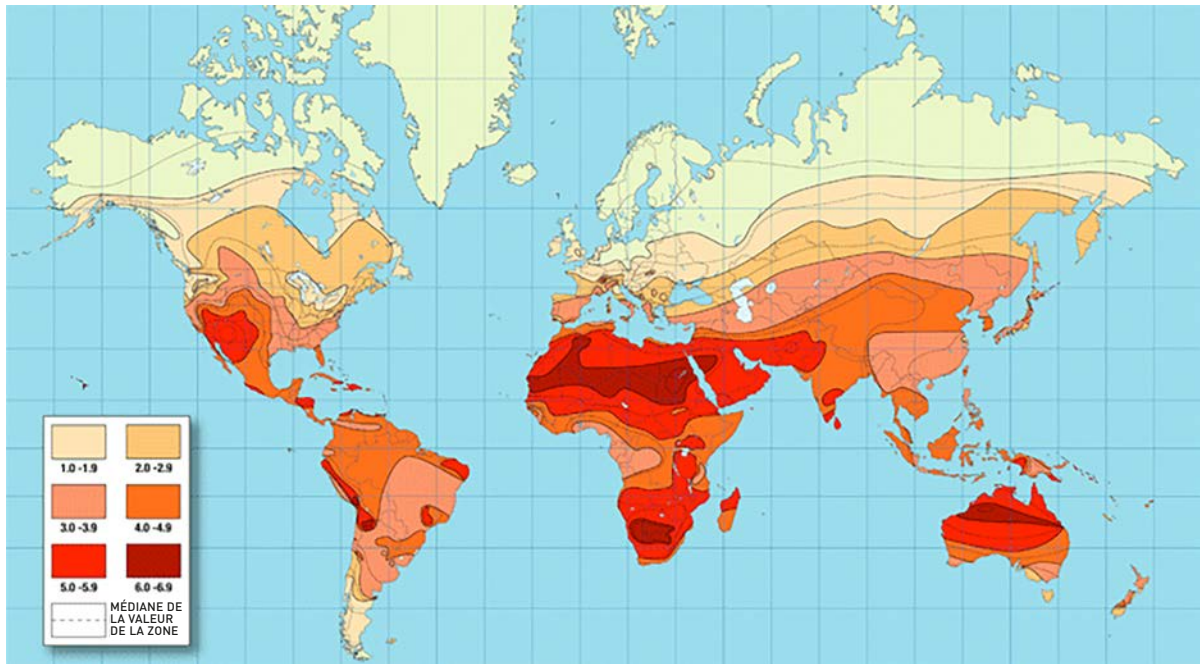 1.0 -1.9 2.0 -2.9
3.0 -3.9 4.0 -4.9
5.0 -5.9 6.0 -6.9
MÉDIANE DE
LA VALEUR
DE LA ZONE